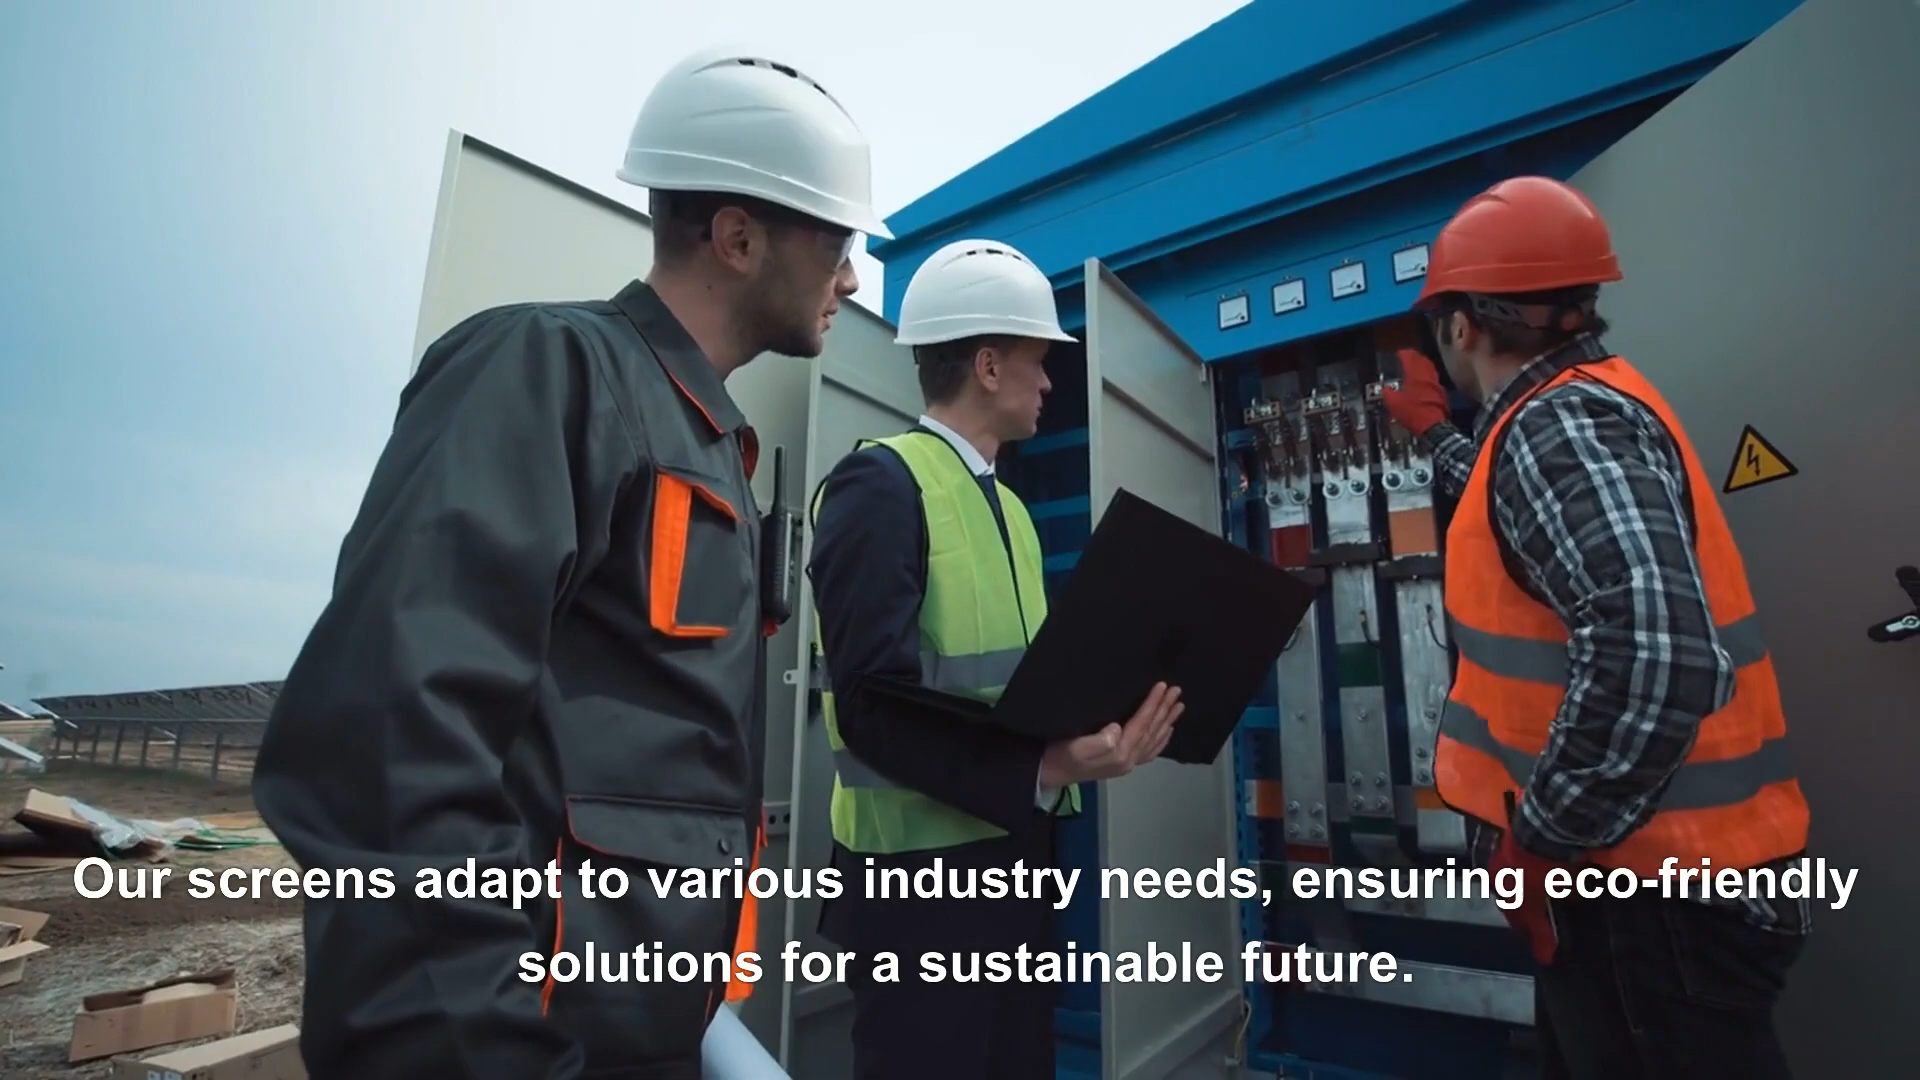 Our screens adapt to various industry needs, ensuring eco-friendly
solutions for a sustainable future.